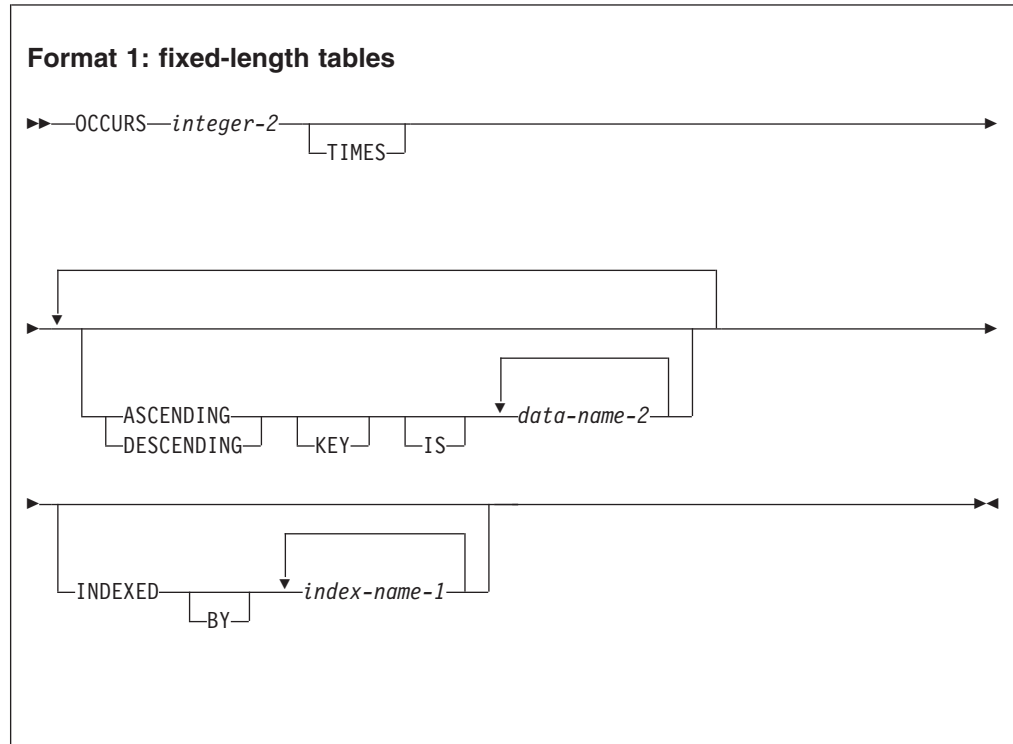 Format 1: fixed-length tables
OCCURS integer-2
TIMES
ASCENDING data-name-2
DESCENDING KEY IS
INDEXED index-name-1
BY